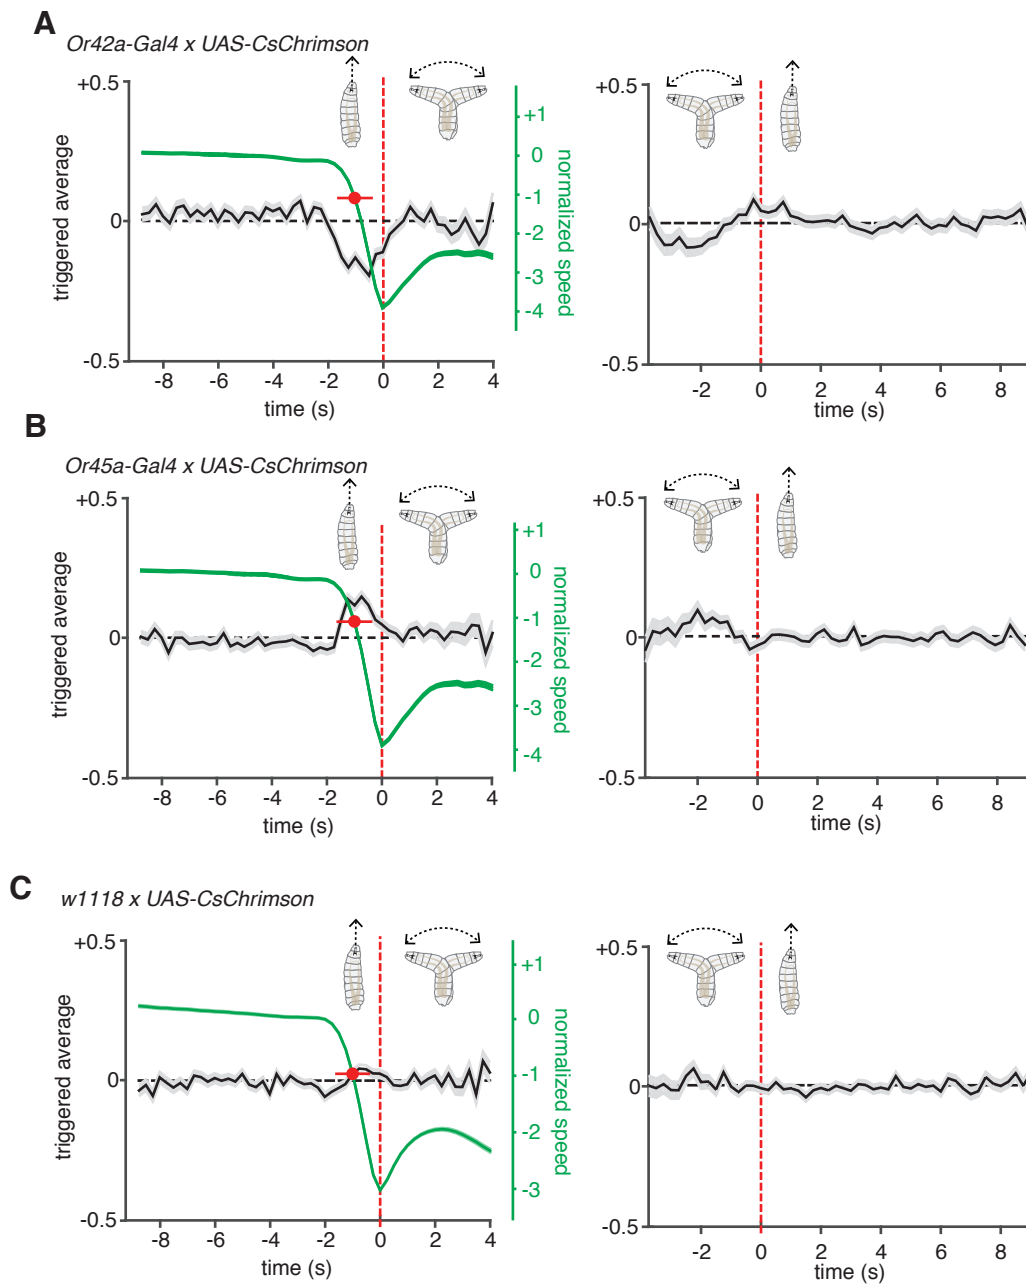 A
Or42a-Gal4 x UAS-CsChrimson
+0.5
0
-0.5
triggered average
-8 -6 -4 -2 0 2 4
time (s)
+1
0
-1
-2
-3
-4
normalized speed
+0.5
0
-0.5
-2 0 2 4 6 8
time (s)
B
Or45a-Gal4 x UAS-CsChrimson
+0.5
0
-0.5
triggered average
-8 -6 -4 -2 0 2 4
time (s)
+1
0
-1
-2
-3
-4
normalized speed
+0.5
0
-0.5
-2 0 2 4 6 8
time (s)
C
w1118 x UAS-CsChrimson
+0.5
0
-0.5
triggered average
-8 -6 -4 -2 0 2 4
time (s)
+1
0
-1
-2
-3
normalized speed
+0.5
0
-0.5
-2 0 2 4 6 8
time (s)